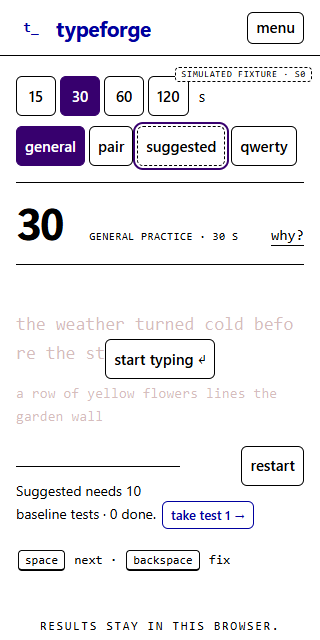 t_ typeforge menu
SIMULATED FIXTURE · S0
15 30 60 120 s
general pair suggested qwerty
30 GENERAL PRACTICE · 30 S why?
the weather turned cold befo
re the st
start typing ↲
a row of yellow flowers lines the
garden wall
restart
Suggested needs 10
baseline tests · 0 done. take test 1 →
space next · backspace fix
RESULTS STAY IN THIS BROWSER.